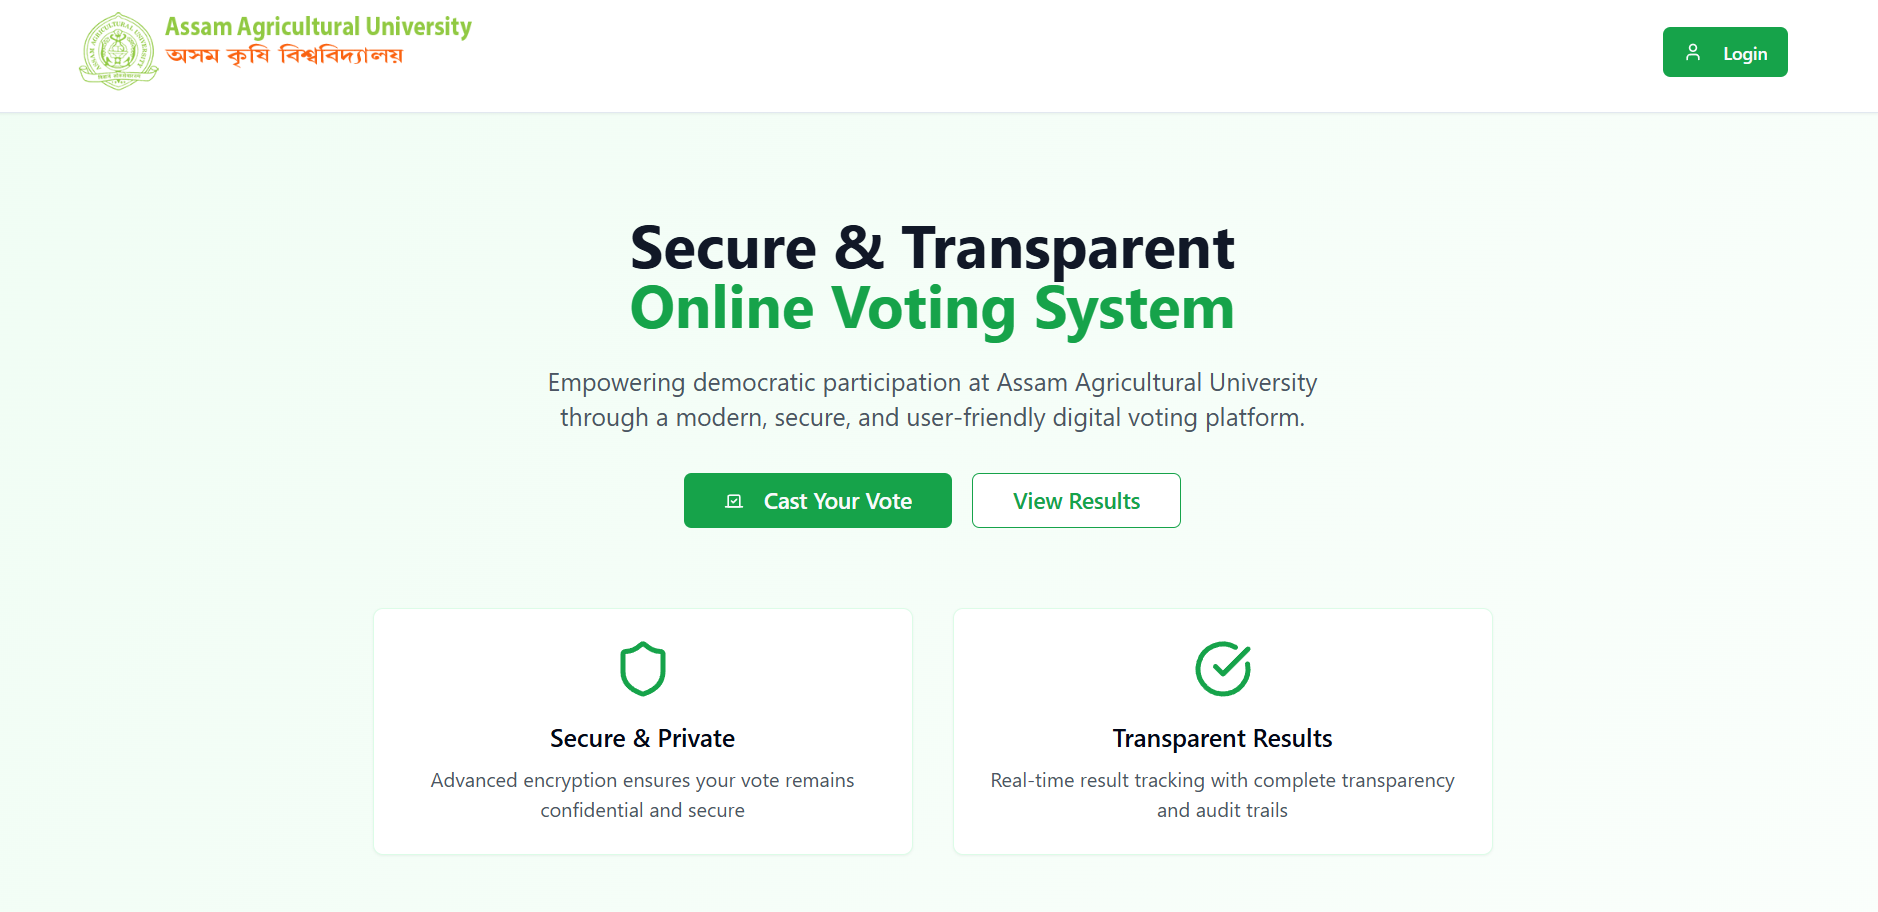 Assam Agricultural University
অসম কৃষি বিশ্ববিদ্যালয়
Login
Secure & Transparent
Online Voting System
Empowering democratic participation at Assam Agricultural University
through a modern, secure, and user-friendly digital voting platform.
Cast Your Vote
View Results
Secure & Private
Advanced encryption ensures your vote remains
confidential and secure
Transparent Results
Real-time result tracking with complete transparency
and audit trails